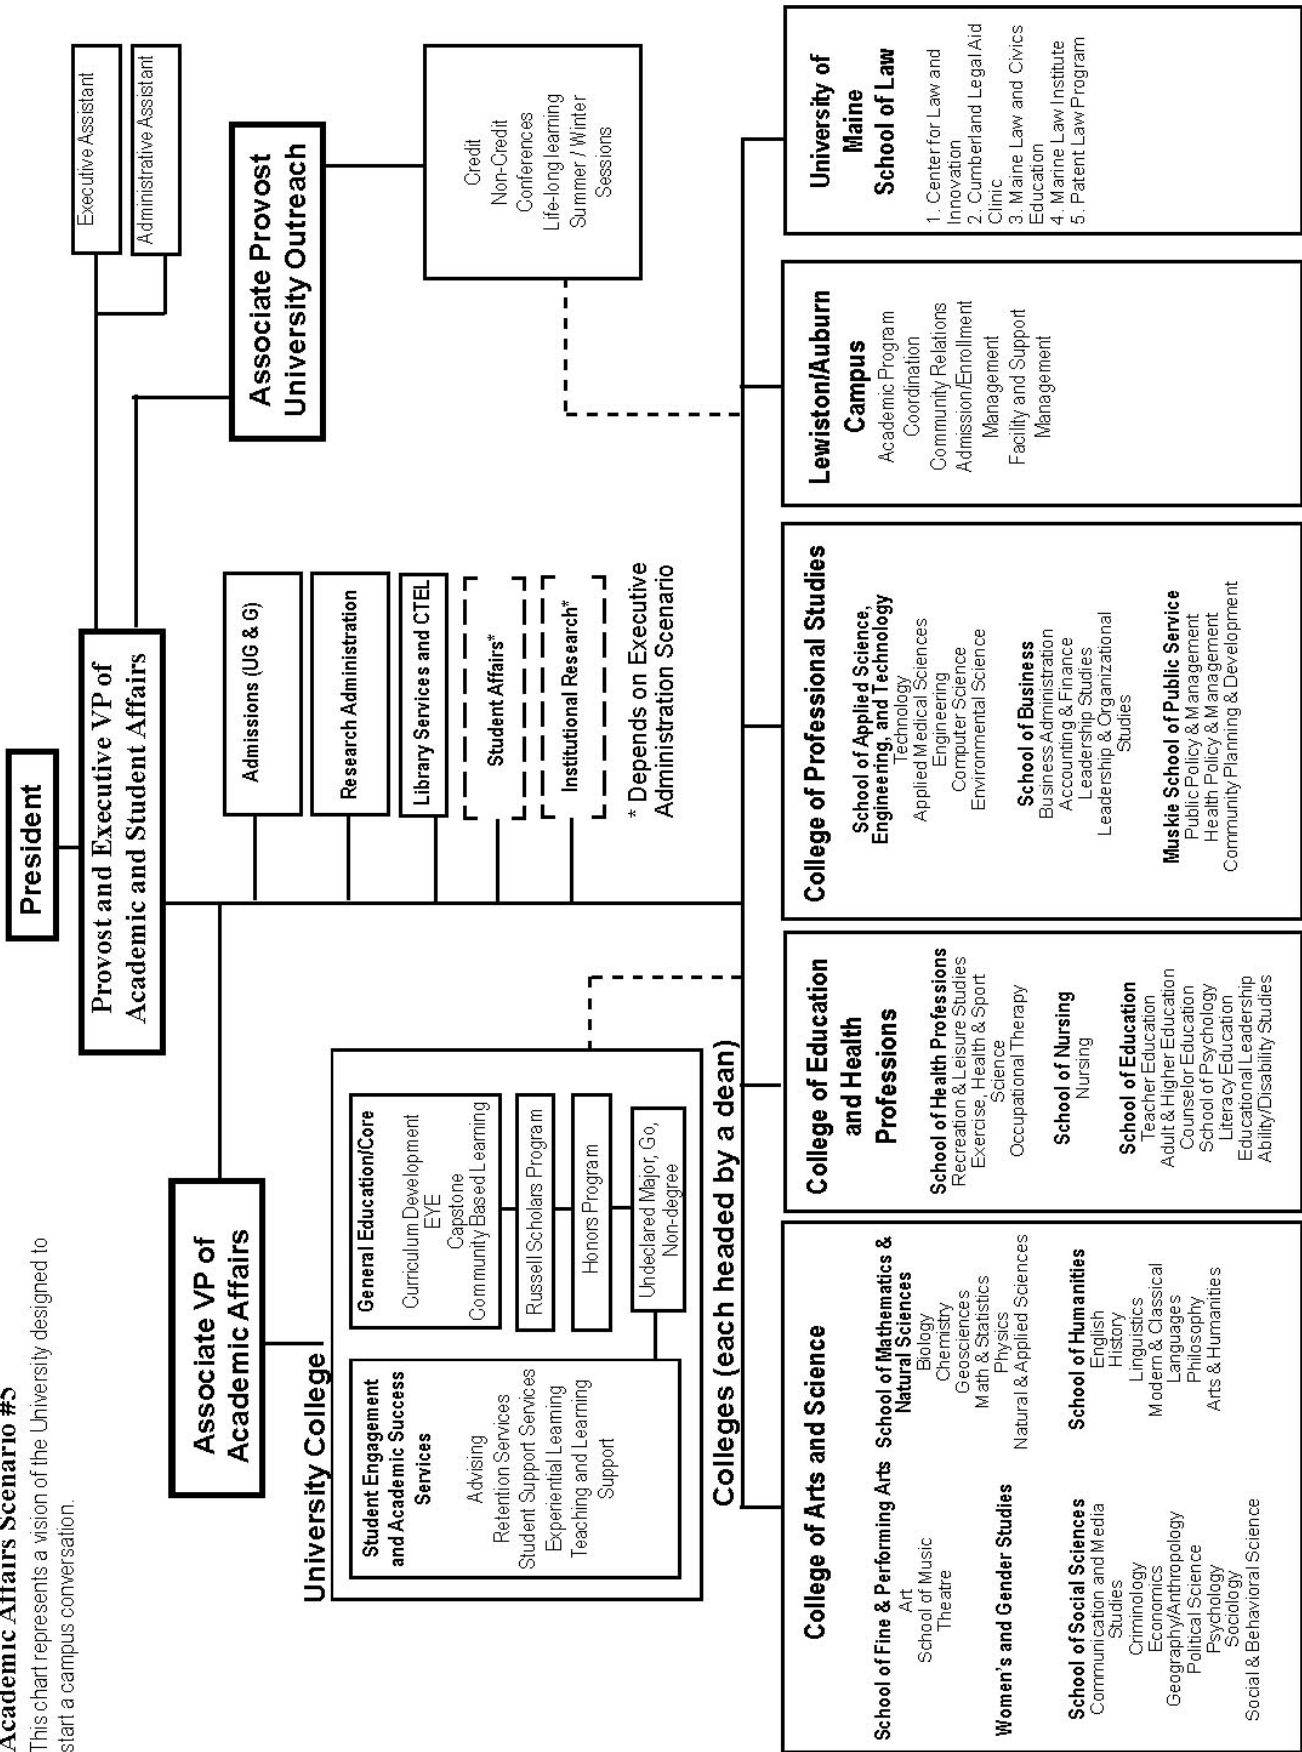 Academic Affairs Scenario #5
This chart represents a vision of the University designed to
start a campus conversation.
President
Provost and Executive VP of
Academic and Student Affairs
Executive Assistant
Administrative Assistant
Associate VP of
Academic Affairs
Associate Provost
University Outreach
Admissions (UG & G)
Research Administration
Library Services and CTEL
Student Affairs*
Institutional Research*
* Depends on Executive
Administration Scenario
Credit
Non-Credit
Conferences
Life-long learning
Summer / Winter
Sessions
University College
Student Engagement
and Academic Success
Services
Advising
Retention Services
Student Support Services
Experiential Learning
Teaching and Learning
Support
General Education/Core
Curriculum Development
EYE
Capstone
Community Based Learning
Russell Scholars Program
Honors Program
Undeclared Major, Go,
Non-degree
Colleges (each headed by a dean)
College of Arts and Science
School of Fine & Performing Arts
Art
School of Music
Theatre
Women's and Gender Studies
School of Social Sciences
Communication and Media
Studies
Criminology
Economics
Geography/Anthropology
Political Science
Psychology
Sociology
Social & Behavioral Science
School of Mathematics &
Natural Sciences
Biology
Chemistry
Geosciences
Math & Statistics
Physics
Natural & Applied Sciences
School of Humanities
English
History
Linguistics
Modern & Classical
Languages
Philosophy
Arts & Humanities
College of Education
and Health
Professions
School of Health Professions
Recreation & Leisure Studies
Exercise, Health & Sport
Science
Occupational Therapy
School of Nursing
Nursing
School of Education
Teacher Education
Adult & Higher Education
Counselor Education
School of Psychology
Literacy Education
Educational Leadership
Ability/Disability Studies
College of Professional Studies
School of Applied Science,
Engineering, and Technology
Technology
Applied Medical Sciences
Engineering
Computer Science
Environmental Science
School of Business
Business Administration
Accounting & Finance
Leadership Studies
Leadership & Organizational
Studies
Muskie School of Public Service
Public Policy & Management
Health Policy & Management
Community Planning & Development
Lewiston/Auburn
Campus
Academic Program
Coordination
Community Relations
Admission/Enrollment
Management
Facility and Support
Management
University of
Maine
School of Law
1. Center for Law and
Innovation
2. Cumberland Legal Aid
Clinic
3. Maine Law and Civics
Education
4. Marine Law Institute
5. Patent Law Program